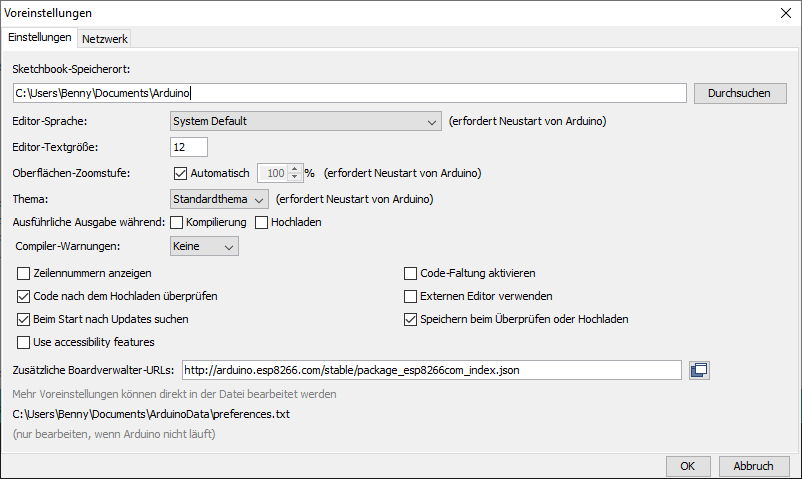 Voreinstellungen
Einstellungen Netzwerk
Sketchbook-Speicherort:
C:\Users\Benny\Documents\Arduino Durchsuchen
Editor-Sprache: System Default (erfordert Neustart von Arduino)
Editor-Textgröße: 12
Oberflächen-Zoomstufe: Automatisch 100 % (erfordert Neustart von Arduino)
Thema: Standardthema (erfordert Neustart von Arduino)
Ausführliche Ausgabe während: Kompilierung Hochladen
Compiler-Warnungen: Keine
Zeilennummern anzeigen Code-Faltung aktivieren
Code nach dem Hochladen überprüfen Externen Editor verwenden
Beim Start nach Updates suchen Speichern beim Überprüfen oder Hochladen
Use accessibility features
Zusätzliche Boardverwalter-URLs: http://arduino.esp8266.com/stable/package_esp8266com_index.json
Mehr Voreinstellungen können direkt in der Datei bearbeitet werden
C:\Users\Benny\Documents\ArduinoData\preferences.txt
(nur bearbeiten, wenn Arduino nicht läuft)
OK Abbruch